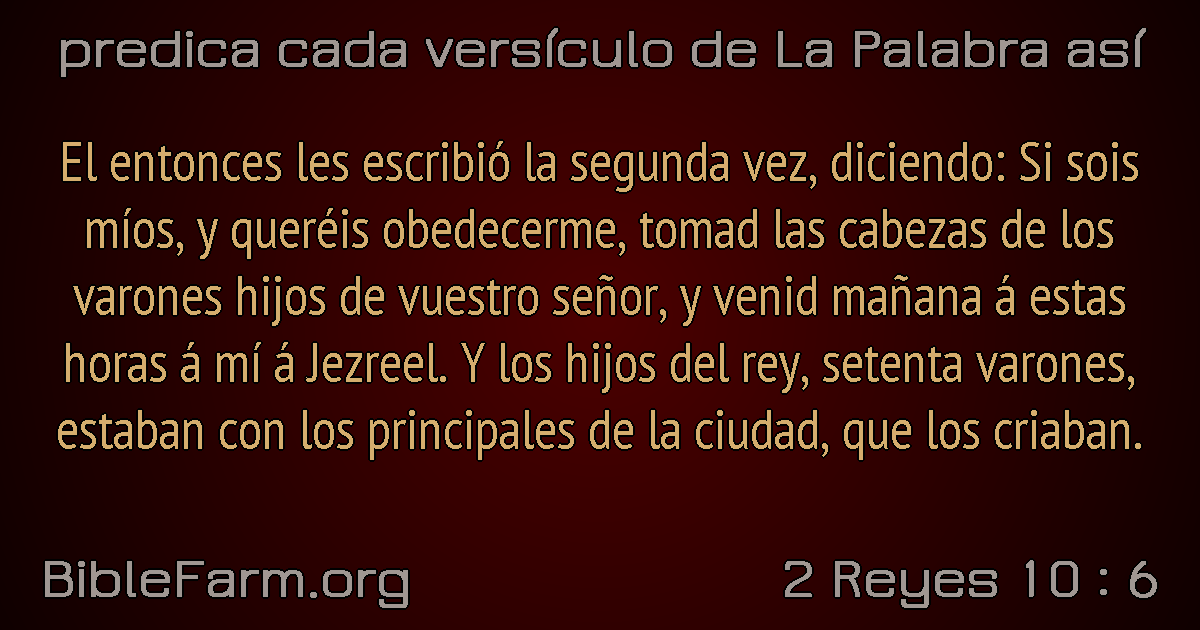 predica cada versículo de La Palabra así
El entonces les escribió la segunda vez, diciendo: Si sois
míos, y queréis obedecerme, tomad las cabezas de los
varones hijos de vuestro señor, y venid mañana á estas
horas á mí á Jezreel. Y los hijos del rey, setenta varones,
estaban con los principales de la ciudad, que los criaban.
BibleFarm.org
2 Reyes 10 : 6